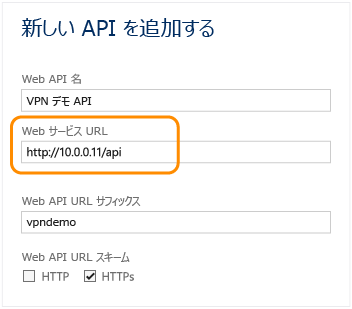 新しい API を追加する
Web API 名
VPN デモ API
Web サービス URL
http://10.0.0.11/api
Web API URL サフィックス
vpndemo
Web API URL スキーム
HTTP HTTPs